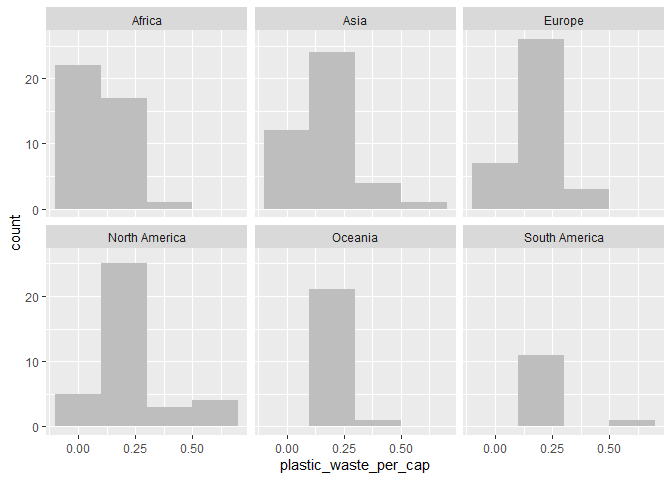 Africa Asia Europe
20
10
0
count
North America Oceania South America
20
10
0
0.00 0.25 0.50 0.00 0.25 0.50 0.00 0.25 0.50
plastic_waste_per_cap